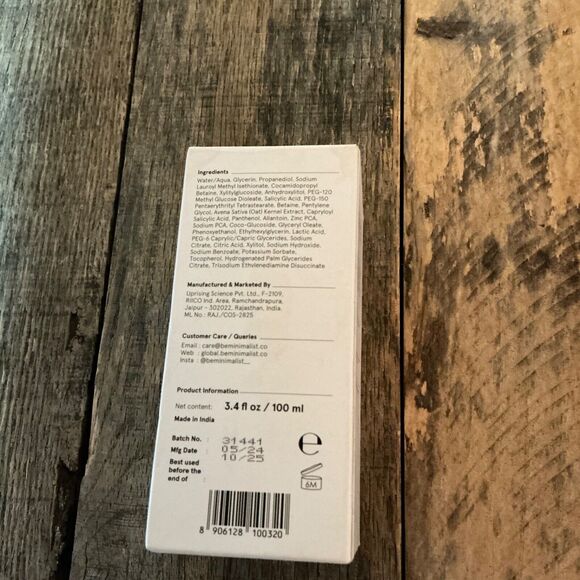 Ingredients
Water/Aqua, Glycerin, Propanediol, Sodium
Lauroyl Methyl Isethionate, Cocamidopropyl
Betaine, Xylitylglucoside, Anhydroxylitol, PEG-120
Methyl Glucose Dioleate, Salicylic Acid, PEG-150
Pentaerythrityl Tetrastearate, Betaine, Pentylene
Glycol, Avena Sativa (Oat) Kernel Extract, Capryloyl
Salicylic Acid, Panthenol, Allantoin, Zinc PCA,
Sodium PCA, Coco-Glucoside, Glyceryl Oleate,
Phenoxyethanol, Ethylhexylglycerin, Lactic Acid,
PEG-6 Caprylic/Capric Glycerides, Sodium
Citrate, Citric Acid, Xylitol, Sodium Hydroxide,
Sodium Benzoate, Potassium Sorbate,
Tocopherol, Hydrogenated Palm Glycerides
Citrate, Trisodium Ethylenediamine Disuccinate
Manufactured & Marketed By
Uprising Science Pvt. Ltd., F-2109,
RIICO Ind. Area, Ramchandrapura,
Jaipur - 302022, Rajasthan, India.
ML No.: RAJ./COS-2825
Customer Care / Queries
Email : care@beminimalist.co
Web : global.beminimalist.co
Insta : @beminimalist__
Product Information
Net content: 3.4 fl oz / 100 ml
Made in India
Batch No. : 31441
Mfg Date : 05/24
Best used : 10/25
before the
end of :
6M
8 906128 100320